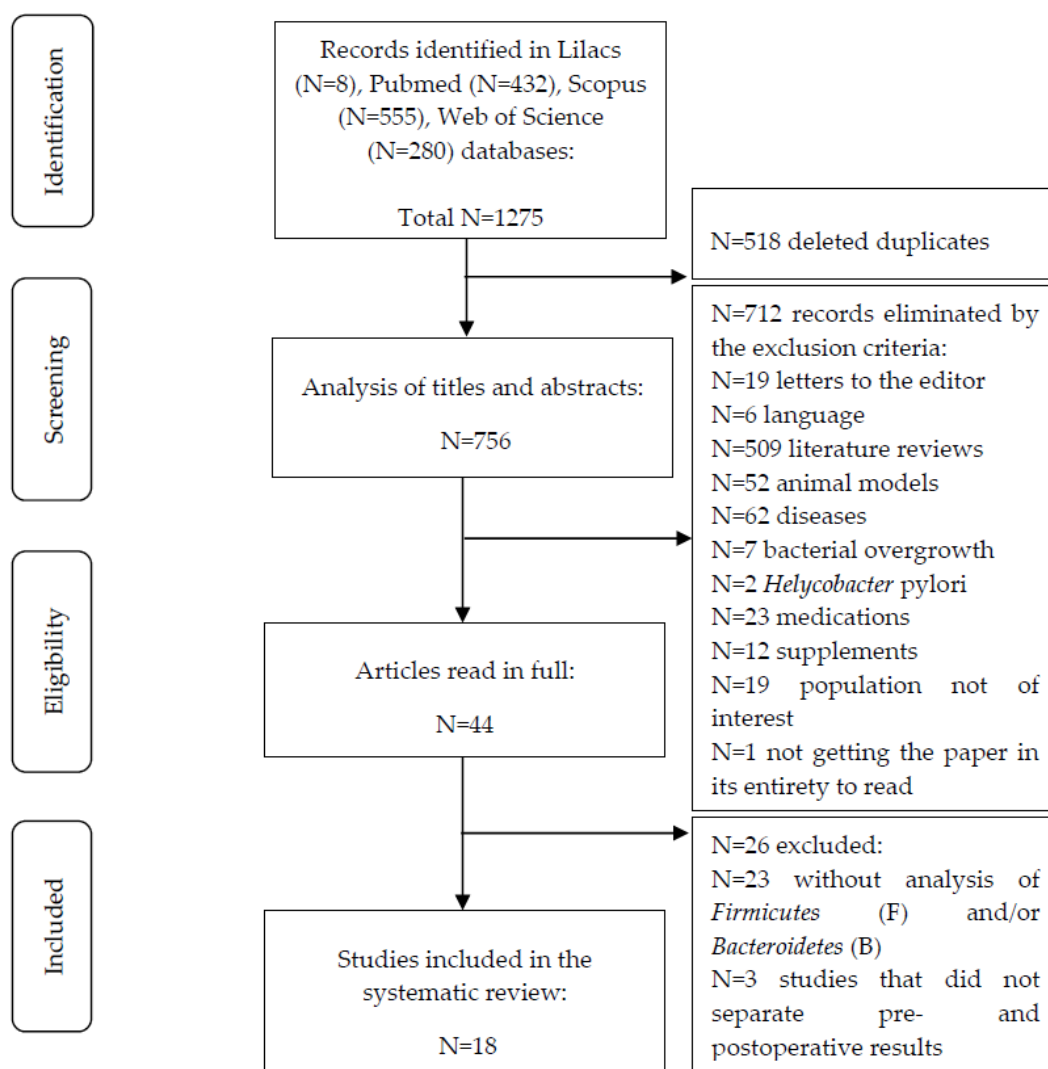 Identification
Records identified in Lilacs
(N=8), Pubmed (N=432), Scopus
(N=555), Web of Science
(N=280) databases:
Total N=1275
N=518 deleted duplicates
Screening
Analysis of titles and abstracts:
N=756
N=712 records eliminated by
the exclusion criteria:
N=19 letters to the editor
N=6 language
N=509 literature reviews
N=52 animal models
N=62 diseases
N=7 bacterial overgrowth
N=2 Helycobacter pylori
N=23 medications
N=12 supplements
N=19 population not of
interest
N=1 not getting the paper in
its entirety to read
Eligibility
Articles read in full:
N=44
N=26 excluded:
N=23 without analysis of
Firmicutes (F) and/or
Bacteroidetes (B)
N=3 studies that did not
separate pre- and
postoperative results
Included
Studies included in the
systematic review:
N=18